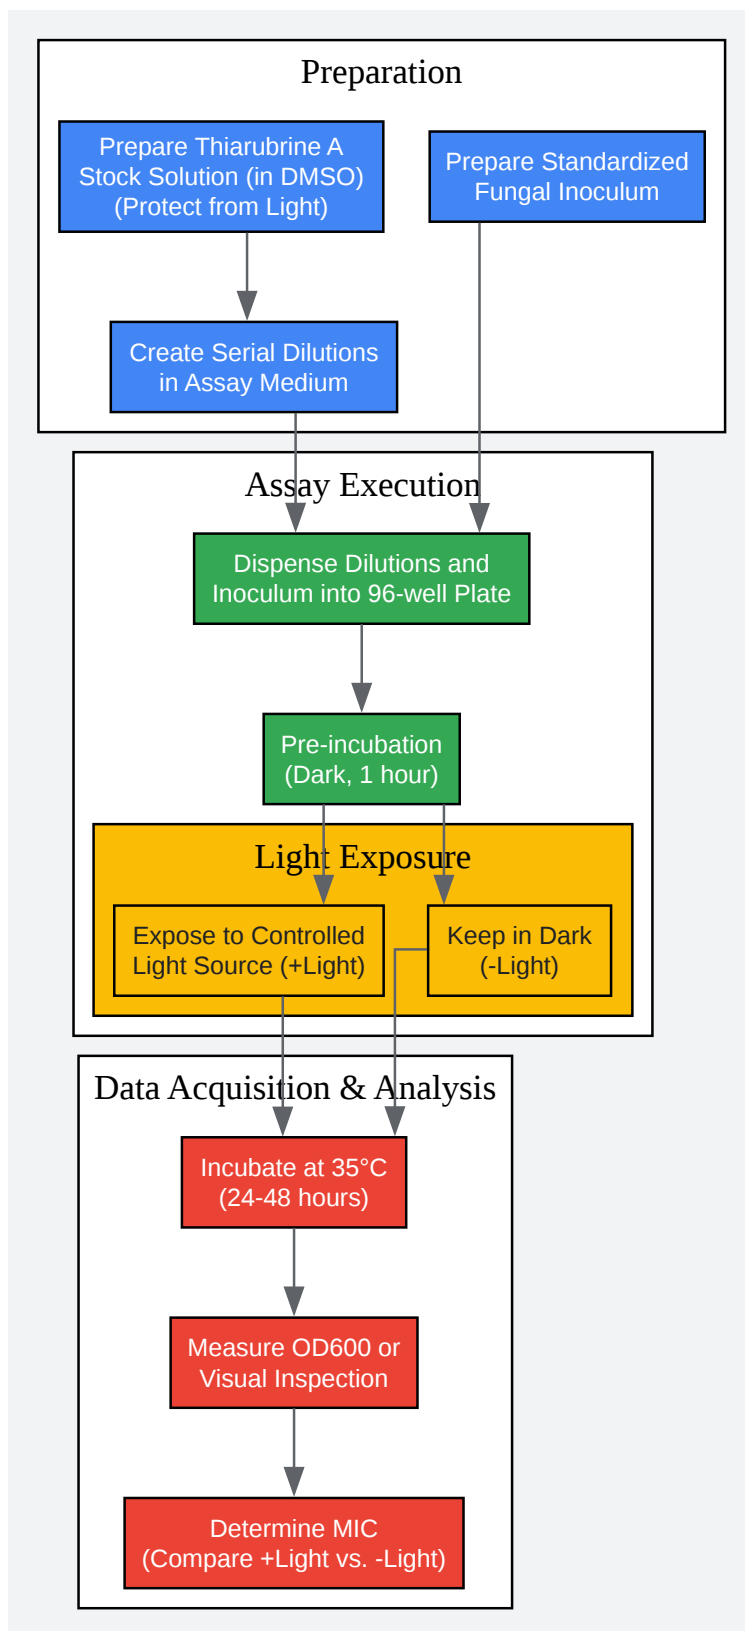 Preparation
Prepare Thiarubrine A
Stock Solution (in DMSO)
(Protect from Light)
Prepare Standardized
Fungal Inoculum
Create Serial Dilutions
in Assay Medium
Assay Execution
Dispense Dilutions and
Inoculum into 96-well Plate
Pre-incubation
(Dark, 1 hour)
Light Exposure
Expose to Controlled
Light Source (+Light)
Keep in Dark
(-Light)
Data Acquisition & Analysis
Incubate at 35°C
(24-48 hours)
Measure OD600 or
Visual Inspection
Determine MIC
(Compare +Light vs. -Light)